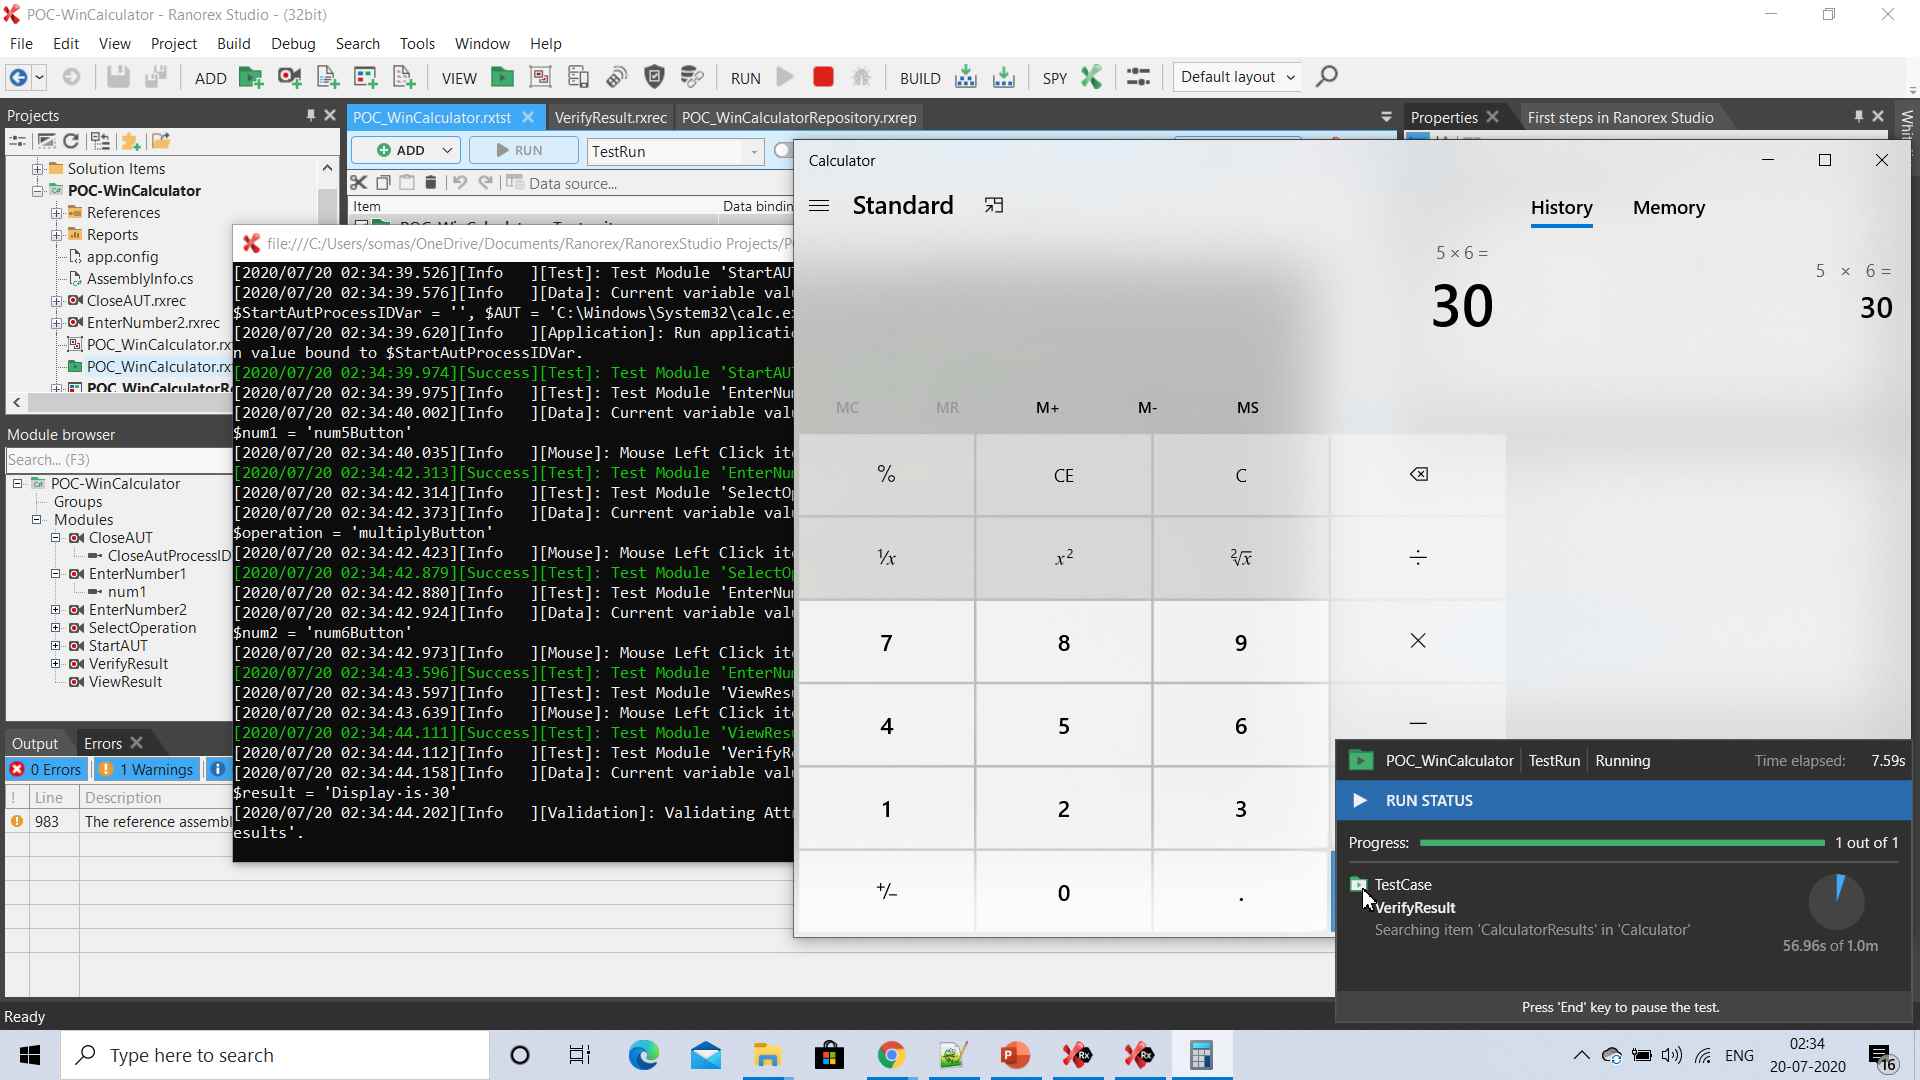 POC-WinCalculator - Ranorex Studio - (32bit)
File Edit View Project Build Debug Search Tools Window Help
ADD VIEW RUN BUILD SPY Default layout
Projects
Solution Items
POC-WinCalculator
References
Reports
app.config
AssemblyInfo.cs
CloseAUT.rxrec
EnterNumber2.rxrec
POC_WinCalculator.rx
POC_WinCalculator.rx
POC_WinCalculatorR
Module browser
Search... (F3)
POC-WinCalculator
Groups
Modules
CloseAUT
CloseAutProcessID
EnterNumber1
num1
EnterNumber2
SelectOperation
StartAUT
VerifyResult
ViewResult
Output Errors
0 Errors 1 Warnings
! Line Description
983 The reference assembl
Ready
POC_WinCalculator.rxtst VerifyResult.rxrec POC_WinCalculatorRepository.rxrep
ADD RUN TestRun
Data source...
Item Data bindin
Properties First steps in Ranorex Studio
file:///C:/Users/somas/OneDrive/Documents/Ranorex/RanorexStudio Projects/P
[2020/07/20 02:34:39.526][Info ][Test]: Test Module 'StartAU
[2020/07/20 02:34:39.576][Info ][Data]: Current variable val
$StartAutProcessIDVar = '', $AUT = 'C:\Windows\System32\calc.e
[2020/07/20 02:34:39.620][Info ][Application]: Run applicati
n value bound to $StartAutProcessIDVar.
[2020/07/20 02:34:39.974][Success][Test]: Test Module 'StartAU
[2020/07/20 02:34:39.975][Info ][Test]: Test Module 'EnterNu
[2020/07/20 02:34:40.002][Info ][Data]: Current variable val
$num1 = 'num5Button'
[2020/07/20 02:34:40.035][Info ][Mouse]: Mouse Left Click it
[2020/07/20 02:34:42.313][Success][Test]: Test Module 'EnterNu
[2020/07/20 02:34:42.314][Info ][Test]: Test Module 'SelectO
[2020/07/20 02:34:42.373][Info ][Data]: Current variable val
$operation = 'multiplyButton'
[2020/07/20 02:34:42.423][Info ][Mouse]: Mouse Left Click it
[2020/07/20 02:34:42.879][Success][Test]: Test Module 'SelectO
[2020/07/20 02:34:42.880][Info ][Test]: Test Module 'EnterNu
[2020/07/20 02:34:42.924][Info ][Data]: Current variable val
$num2 = 'num6Button'
[2020/07/20 02:34:42.973][Info ][Mouse]: Mouse Left Click it
[2020/07/20 02:34:43.596][Success][Test]: Test Module 'EnterNu
[2020/07/20 02:34:43.597][Info ][Test]: Test Module 'ViewRes
[2020/07/20 02:34:43.639][Info ][Mouse]: Mouse Left Click it
[2020/07/20 02:34:44.111][Success][Test]: Test Module 'ViewRes
[2020/07/20 02:34:44.112][Info ][Test]: Test Module 'VerifyR
[2020/07/20 02:34:44.158][Info ][Data]: Current variable val
$result = 'Display·is·30'
[2020/07/20 02:34:44.202][Info ][Validation]: Validating Att
esults'.
Calculator
Standard
History Memory
5 × 6 =
30
5 × 6 =
30
MC MR M+ M- MS
% CE C
⅟x x² ²√x ÷
7 8 9 ×
4 5 6 −
1 2 3
+/− 0 .
POC_WinCalculator TestRun Running Time elapsed: 7.59s
RUN STATUS
Progress: 1 out of 1
TestCase
VerifyResult
Searching item 'CalculatorResults' in 'Calculator'
56.96s of 1.0m
Press 'End' key to pause the test.
Type here to search
ENG
02:34
20-07-2020
16